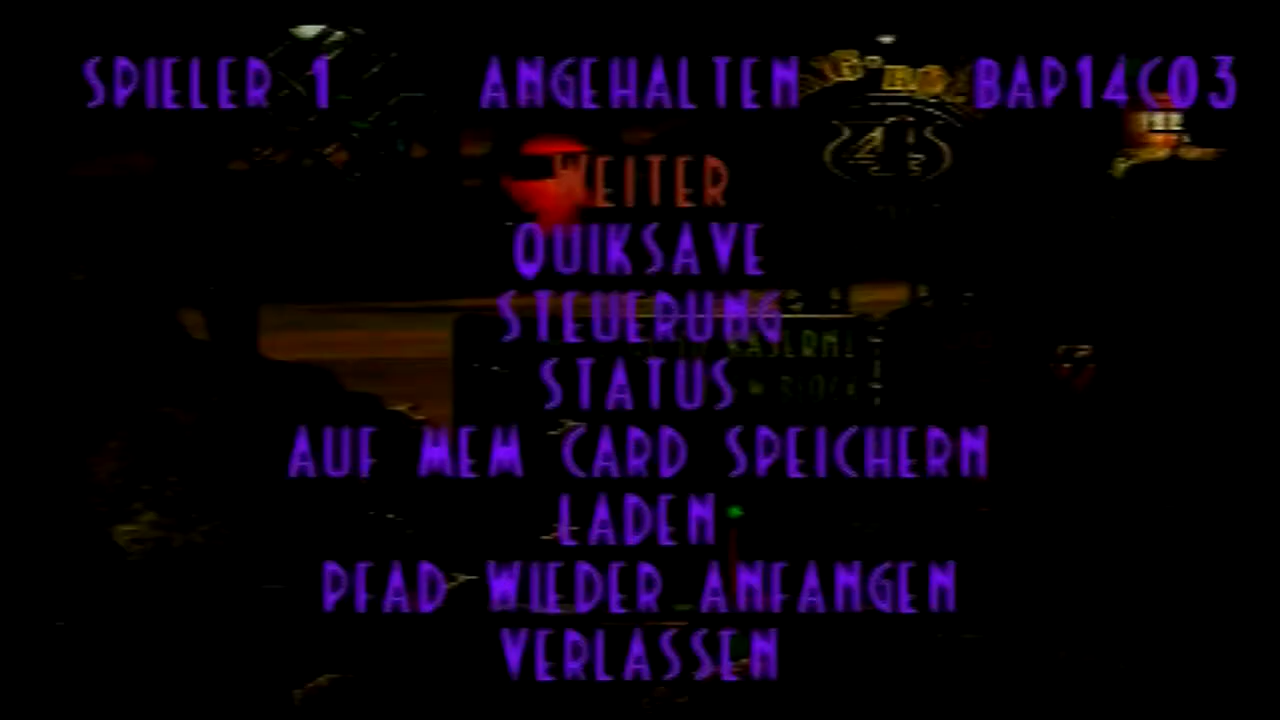 SPIELER 1 ANGEHALTEN BAP14C03
WEITER
QUIKSAVE
STEUERUNG
STATUS
AUF MEM CARD SPEICHERN
LADEN
PFAD WIEDER ANFANGEN
VERLASSEN